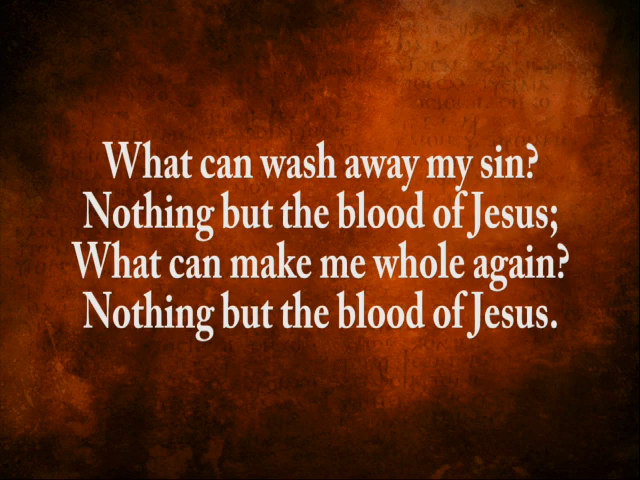 What can wash away my sin?
Nothing but the blood of Jesus;
What can make me whole again?
Nothing but the blood of Jesus.